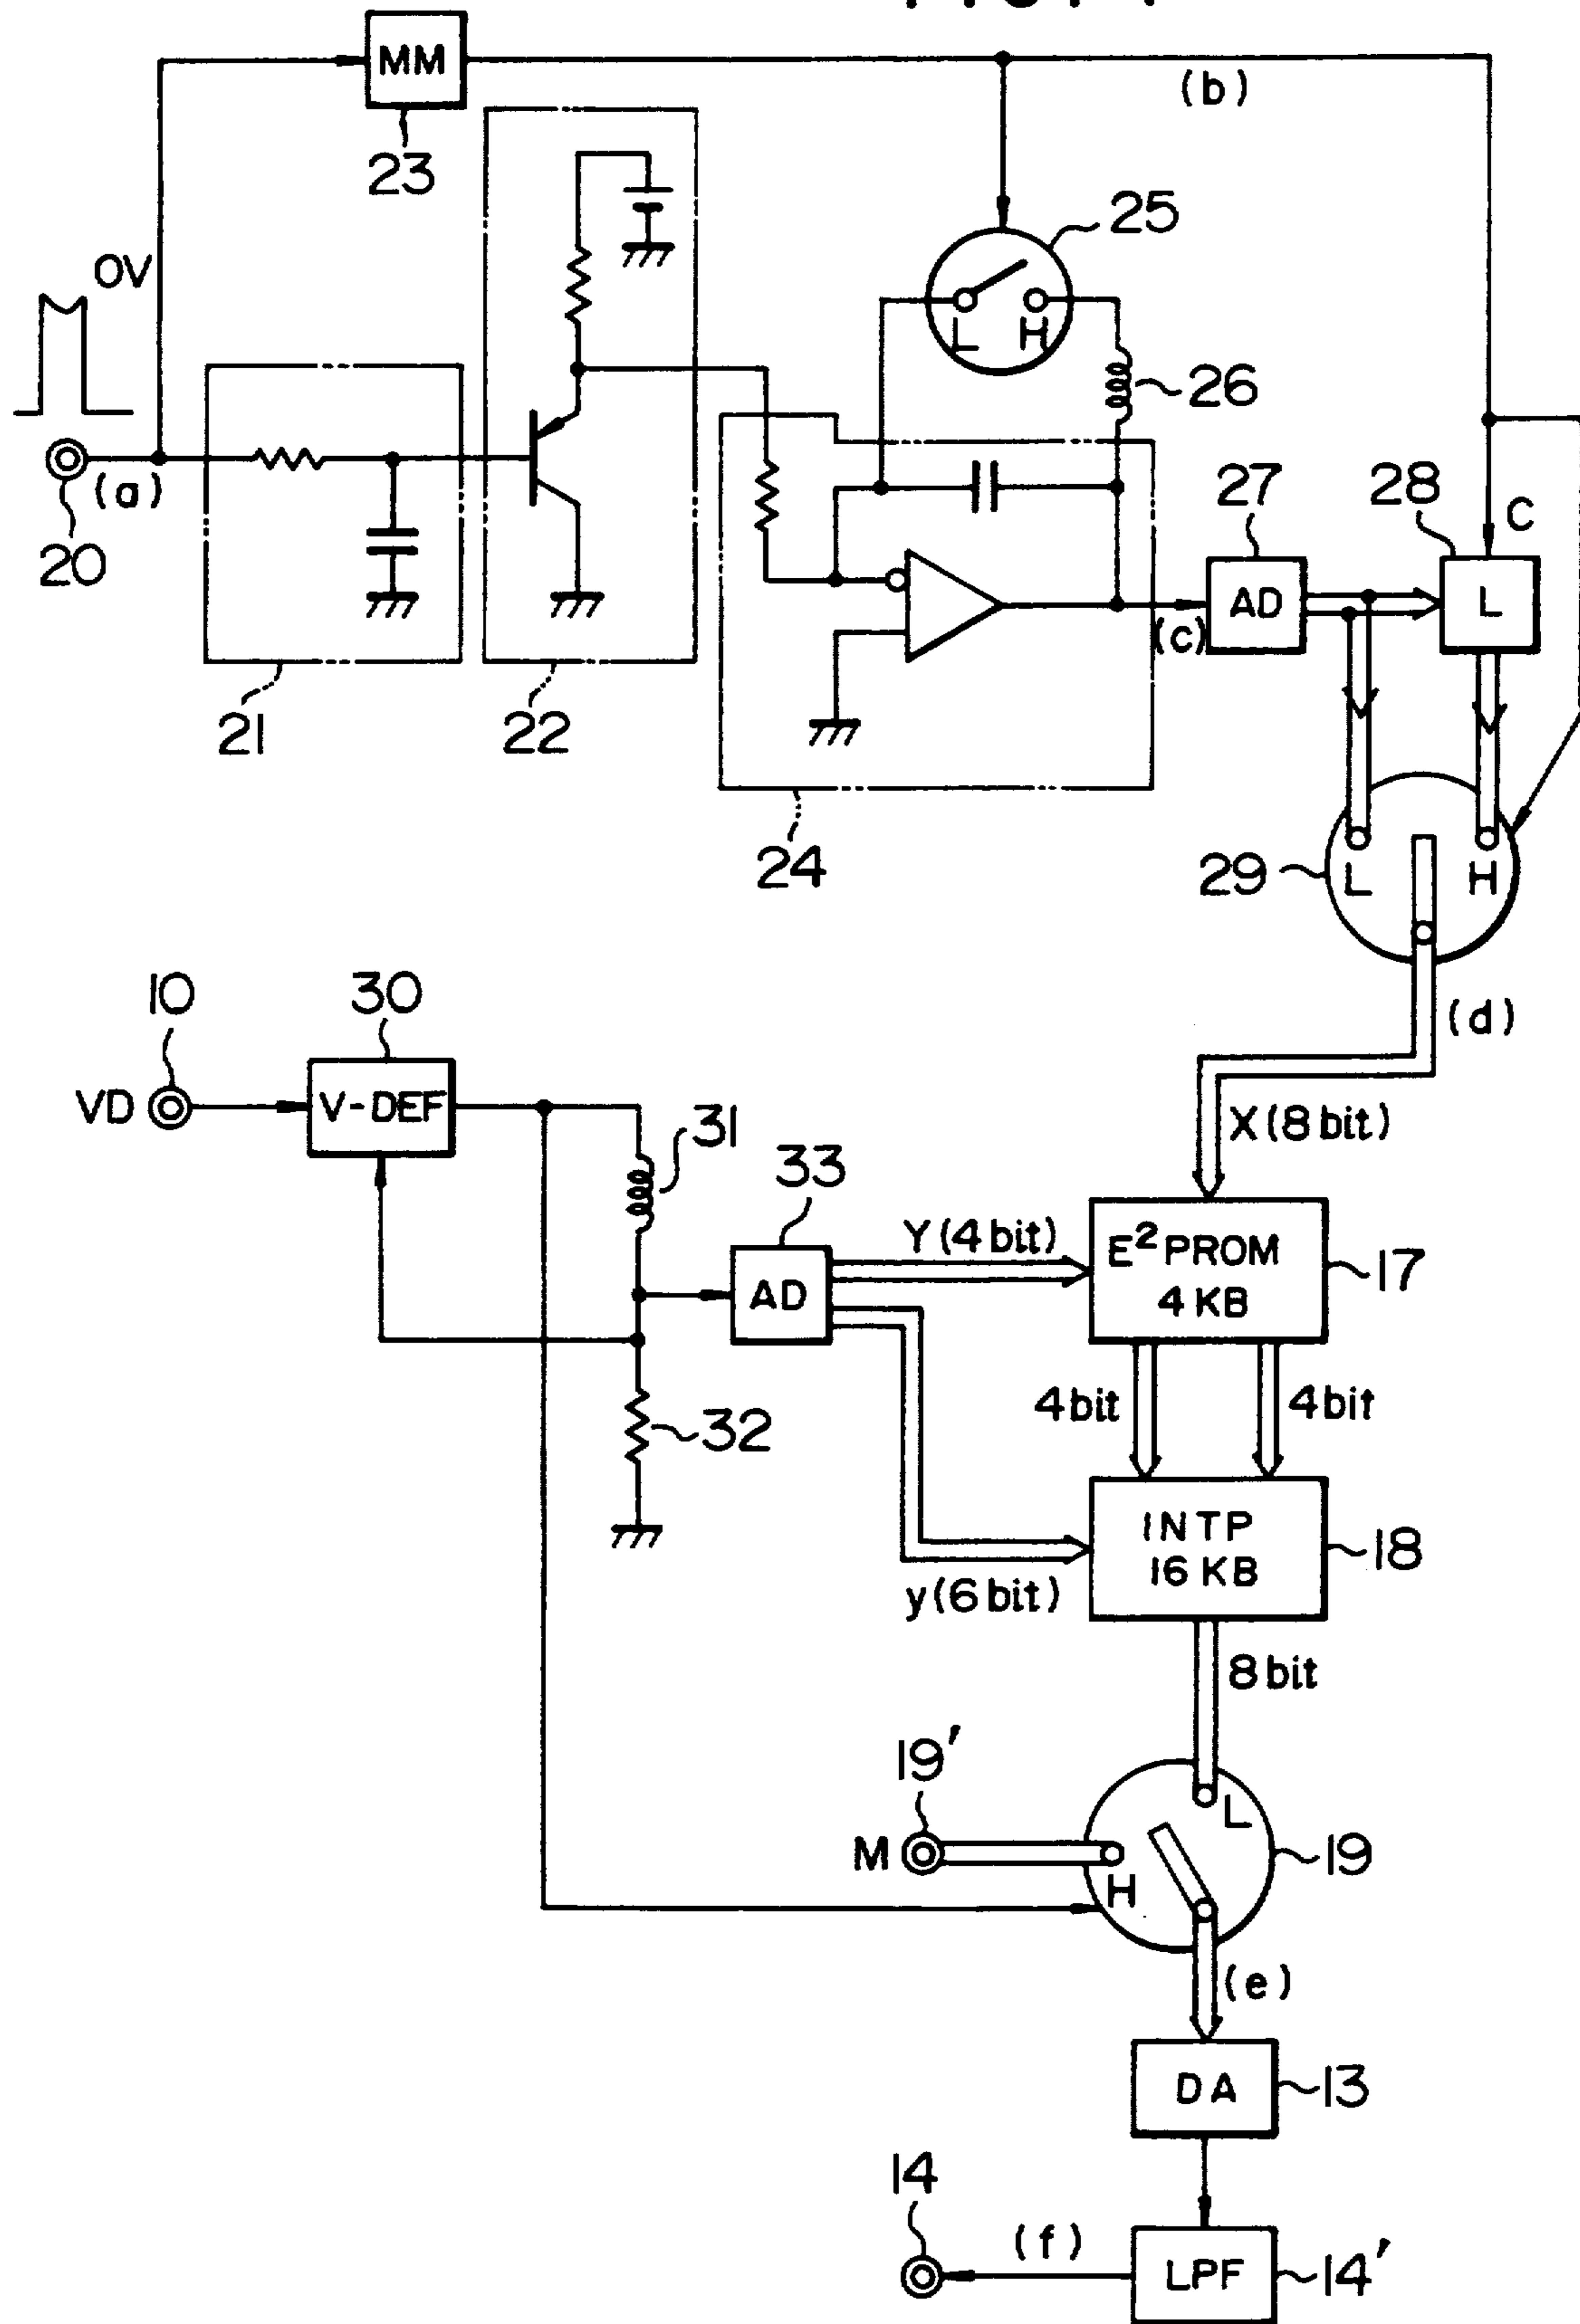 MM
(b)
23
25
0V
L H
26
(a)
20
27
28
C
AD
L
(c)
21
22
24
29
L H
10
30
(d)
VD
V-DEF
31
X(8 bit)
33
Y(4 bit)
E²PROM
4 KB
17
AD
4 bit
4 bit
32
INTP
16 KB
18
y(6 bit)
8 bit
19'
L
M
19
H
(e)
DA
13
14
(f)
LPF
14'